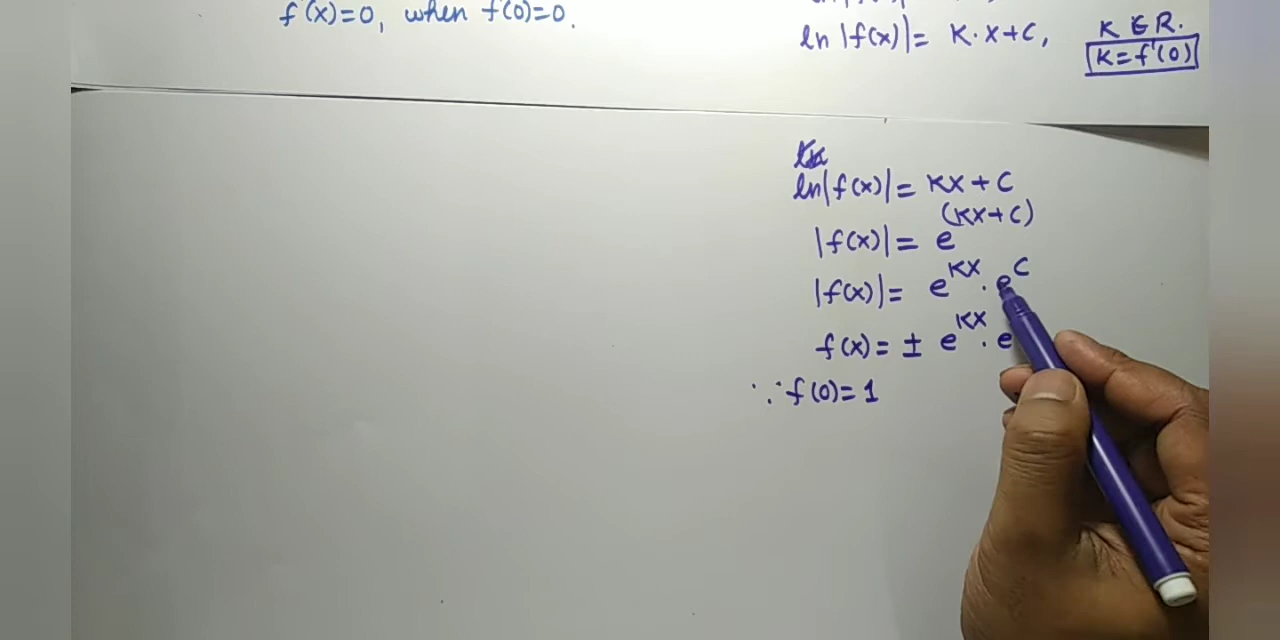 f'(x)=0, when f'(0)=0.
ln |f(x)| = K·x+C, K ∈ R.
K=f'(0)
ln|f(x)| = KX + C
|f(x)| = e^(KX+C)
|f(x)| = e^KX · e^C
f(x) = ± e^KX · e
∵ f(0) = 1